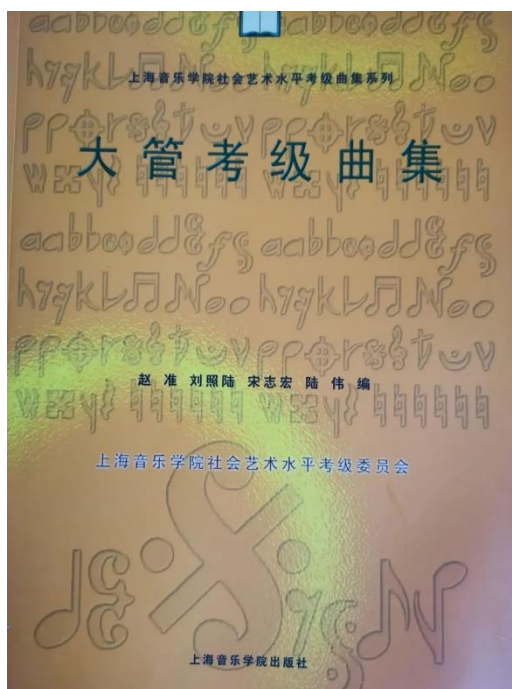 上海音乐学院社会艺术水平考级曲集系列
大管考级曲集
赵 准 刘照陆 宋志宏 陆 伟 编
上海音乐学院社会艺术水平考级委员会
上海音乐学院出版社